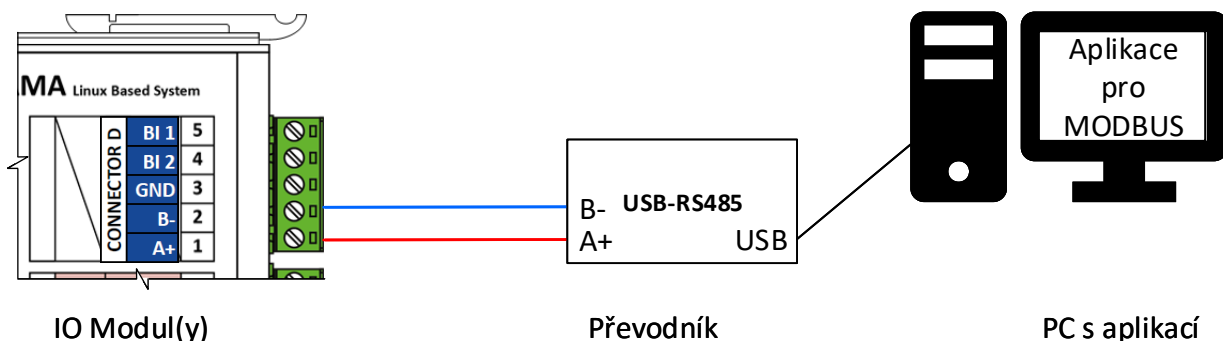 MA Linux Based System
CONNECTOR D
BI 1 5
BI 2 4
GND 3
B- 2
A+ 1
B- USB-RS485
A+ USB
Aplikace
pro
MODBUS
IO Modul(y)
Převodník
PC s aplikací